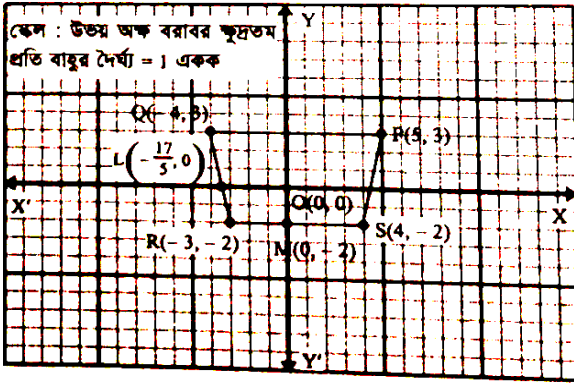 স্কেল : উভয় অক্ষ বরাবর ক্ষুদ্রতম
প্রতি বাহুর দৈর্ঘ্য = 1 একক
Y
Q(– 4, 3)
P(5, 3)
L(– 17/5, 0)
X′
O(0, 0)
X
R(– 3, – 2)
M(0, – 2)
S(4, – 2)
Y′